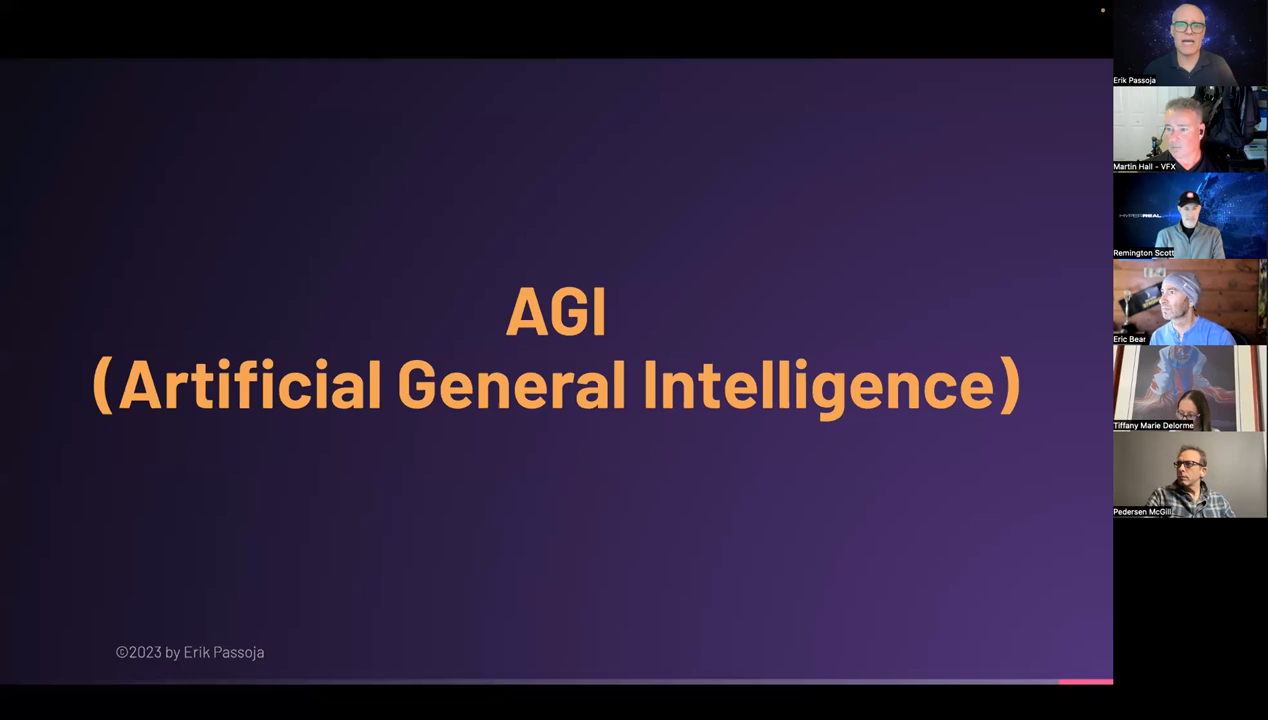 AGI
(Artificial General Intelligence)
©2023 by Erik Passoja
Erik Passoja
Martin Hall - VFX
HYPERREAL
Remington Scott
Eric Bear
Tiffany Marie Delorme
Pedersen McGill